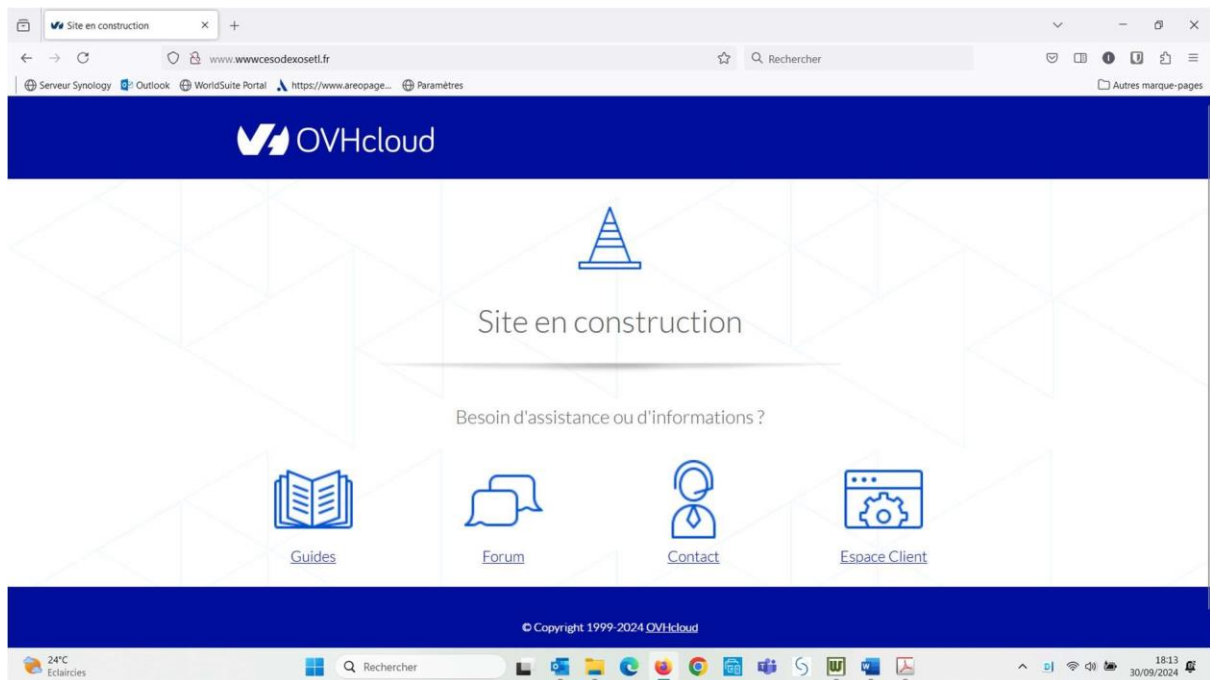 Site en construction
www.wwwcesodexosetl.fr
Rechercher
Serveur Synology Outlook WorldSuite Portal https://www.areopage... Paramètres Autres marque-pages
OVHcloud
Site en construction
Besoin d'assistance ou d'informations ?
Guides Forum Contact Espace Client
© Copyright 1999-2024 OVHcloud
24°C
Eclaircies
Rechercher
18:13
30/09/2024